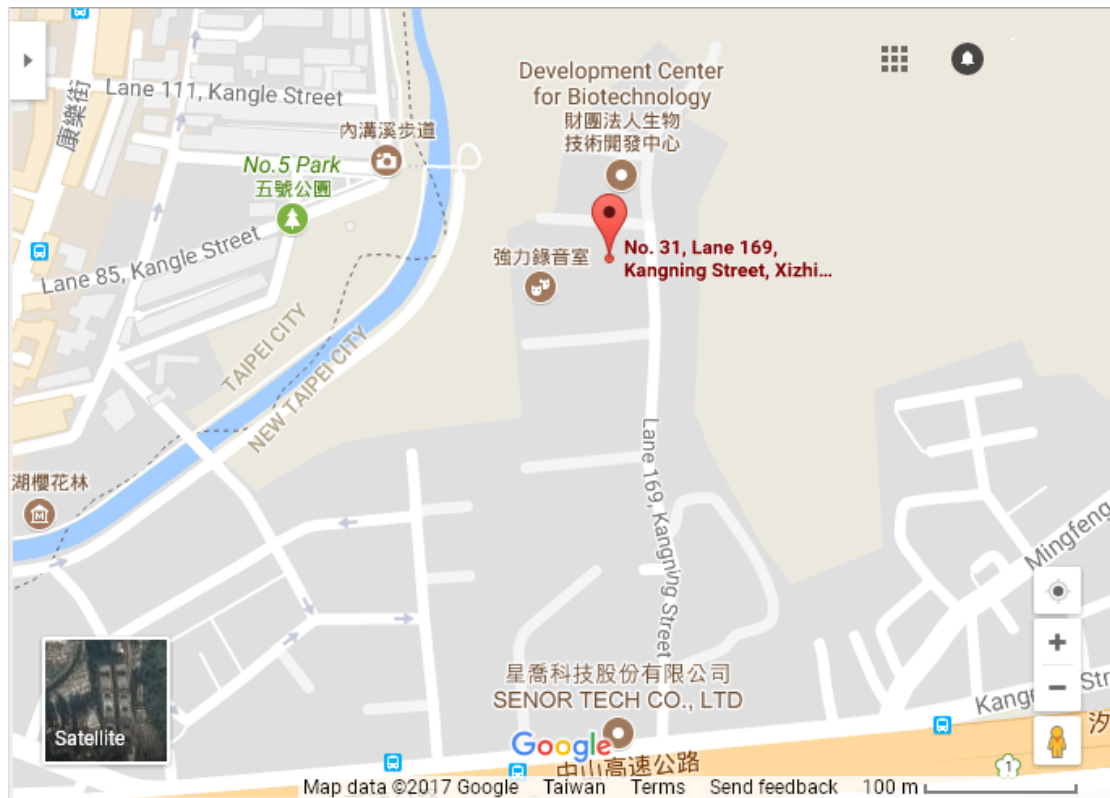 康樂街
Lane 111, Kangle Street
內溝溪步道
No.5 Park
五號公園
Lane 85, Kangle Street
Development Center
for Biotechnology
財團法人生物
技術開發中心
No. 31, Lane 169,
Kangning Street, Xizhi...
強力錄音室
TAIPEI CITY
NEW TAIPEI CITY
湖櫻花林
Lane 169, Kangning Street
Mingfeng
星喬科技股份有限公司
SENOR TECH CO., LTD
Kangn
Str
汐
1
中山高速公路
Satellite
Google
Map data ©2017 Google Taiwan Terms Send feedback 100 m